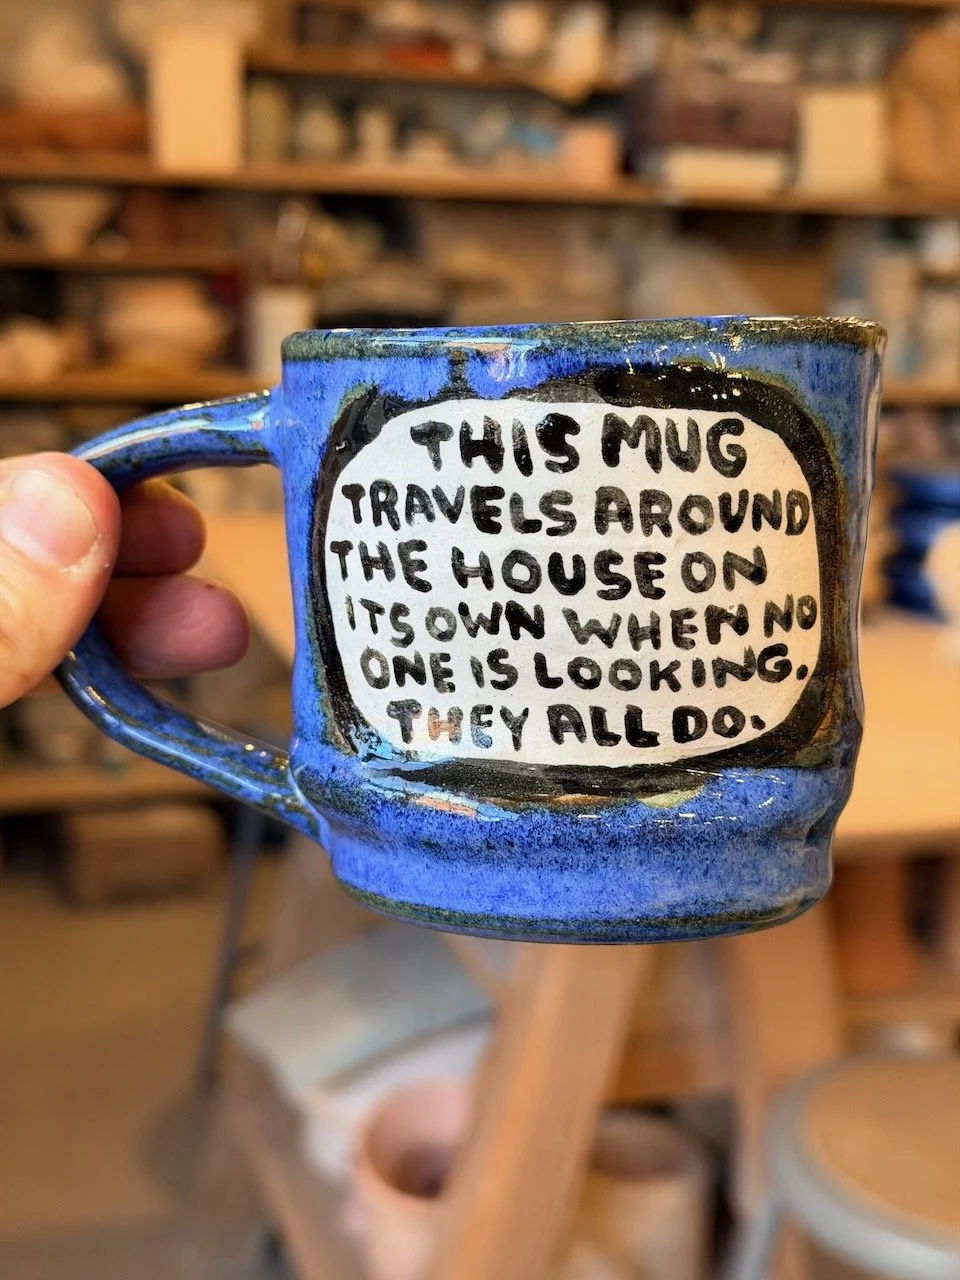 THIS MUG
TRAVELS AROUND
THE HOUSE ON
ITS OWN WHEN NO
ONE IS LOOKING.
THEY ALL DO.